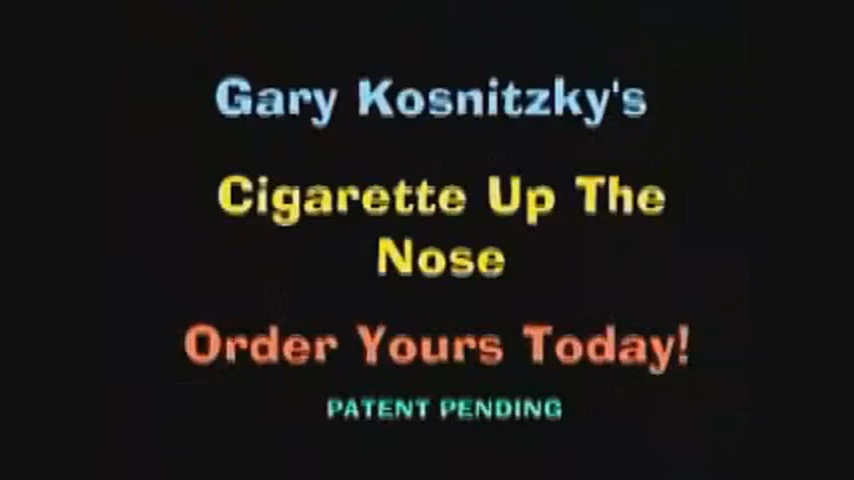 Gary Kosnitzky's
Cigarette Up The
Nose
Order Yours Today!
PATENT PENDING